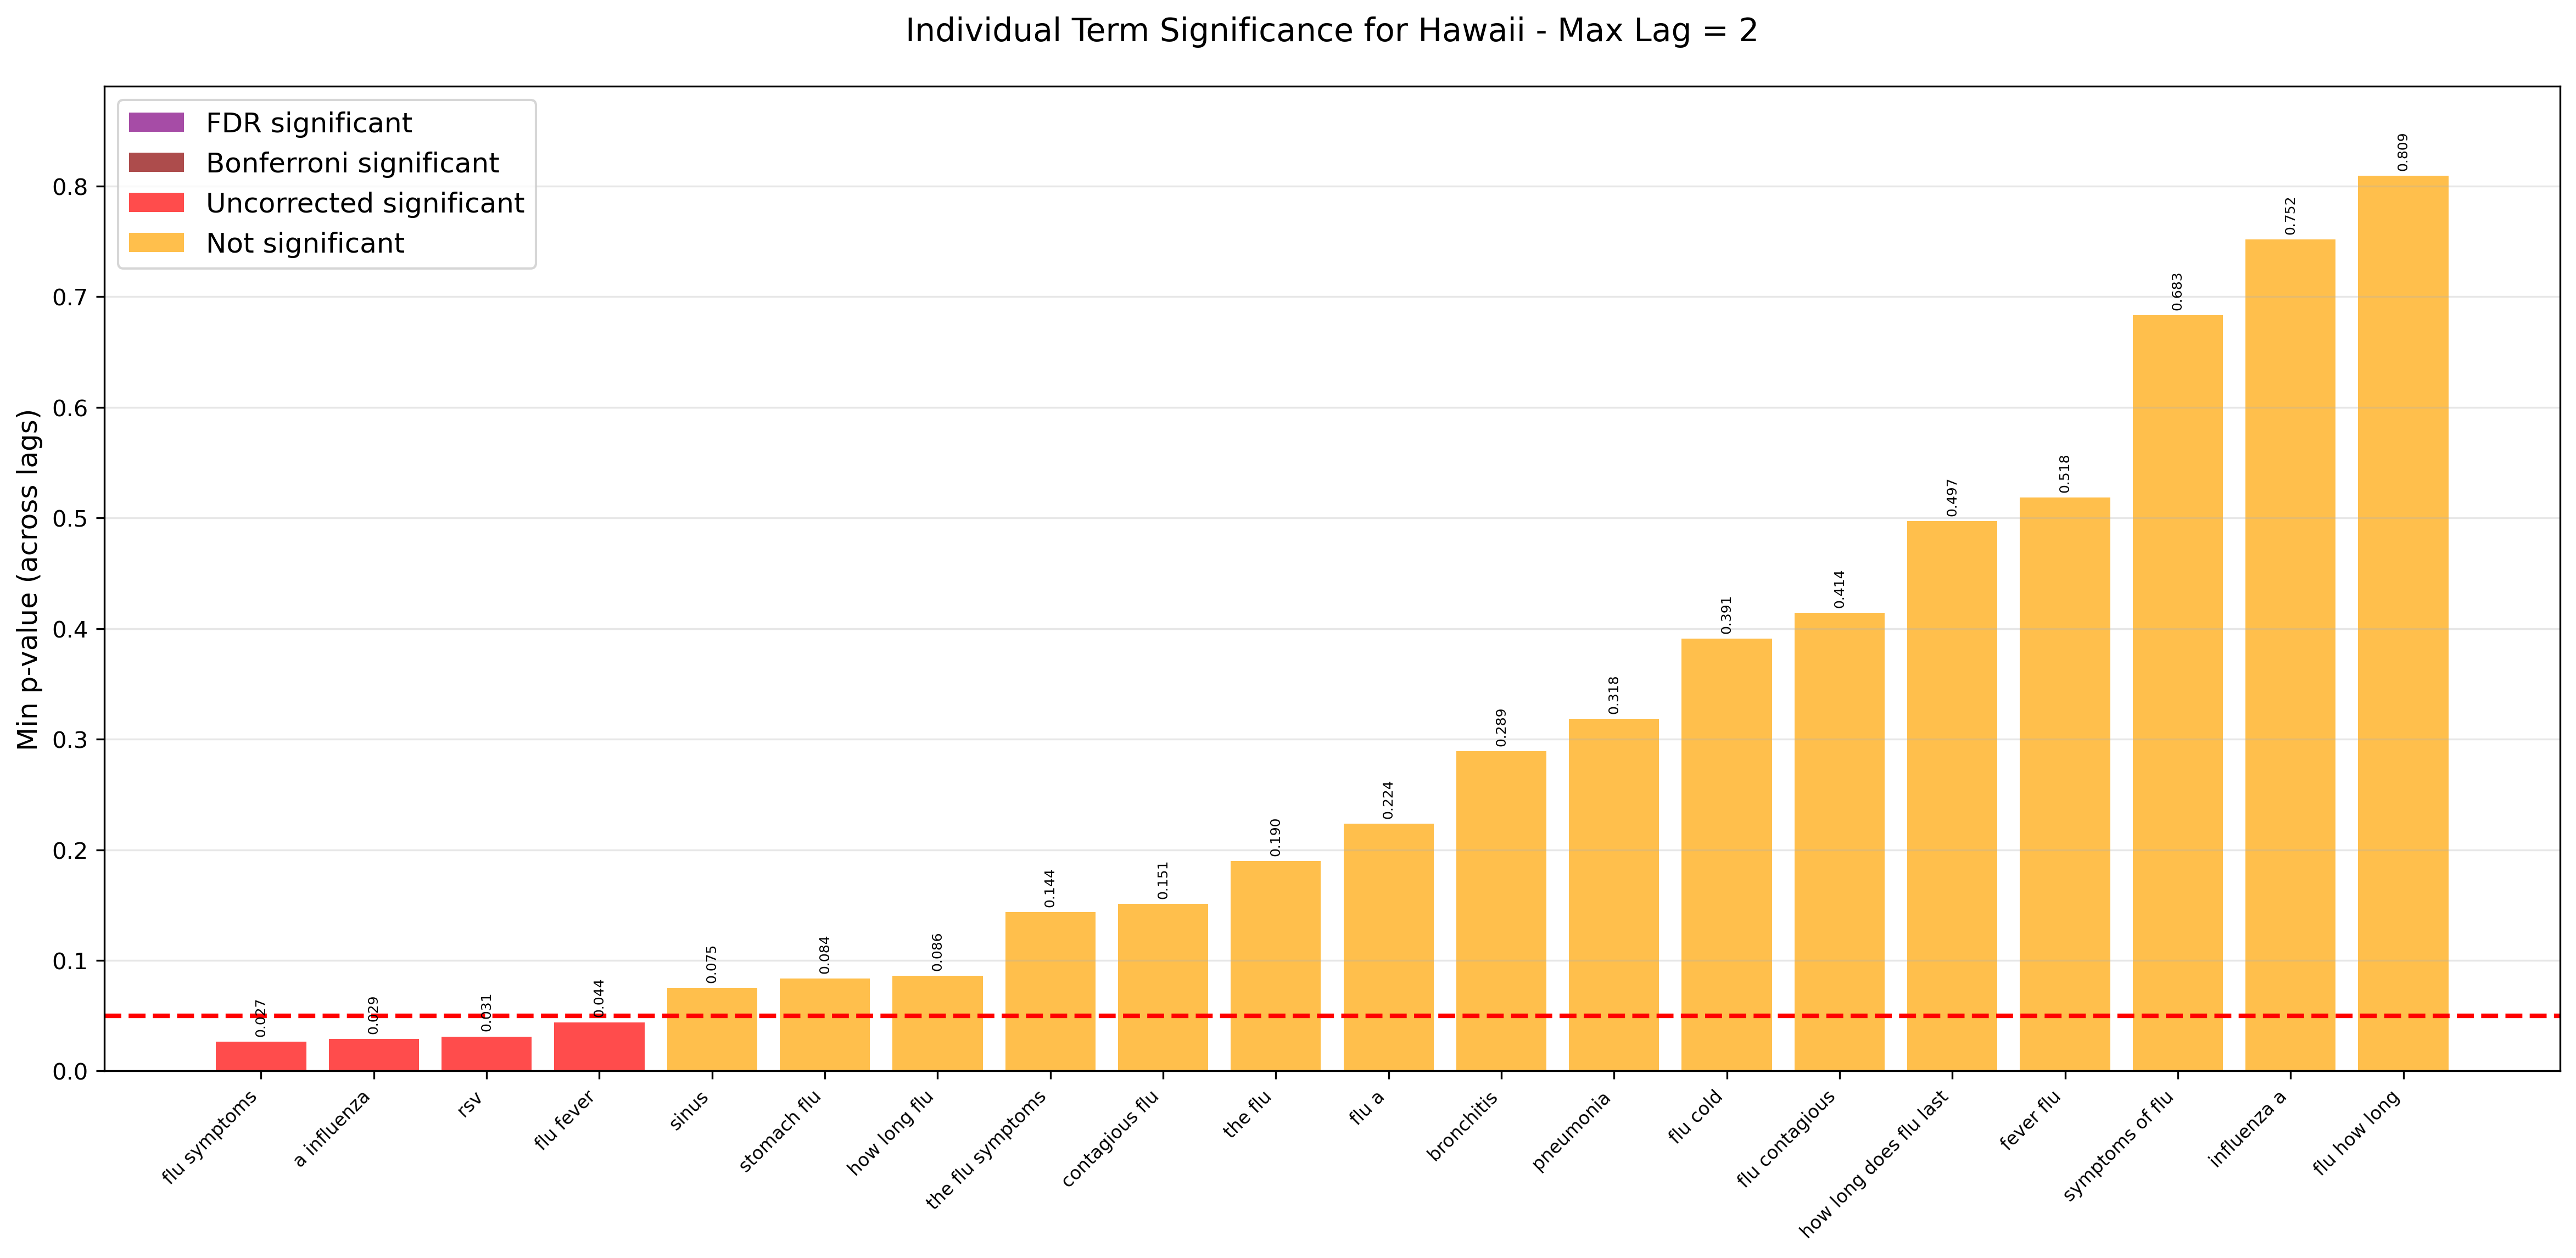 Individual Term Significance for Hawaii - Max Lag = 2
FDR significant
Bonferroni significant
Uncorrected significant
Not significant
Min p-value (across lags)
0.8
0.7
0.6
0.5
0.4
0.3
0.2
0.1
0.0
0.027
0.029
0.031
0.044
0.075
0.084
0.086
0.144
0.151
0.190
0.224
0.289
0.318
0.391
0.414
0.497
0.518
0.683
0.752
0.809
flu symptoms
a influenza
rsv
flu fever
sinus
stomach flu
how long flu
the flu symptoms
contagious flu
the flu
flu a
bronchitis
pneumonia
flu cold
flu contagious
how long does flu last
fever flu
symptoms of flu
influenza a
flu how long